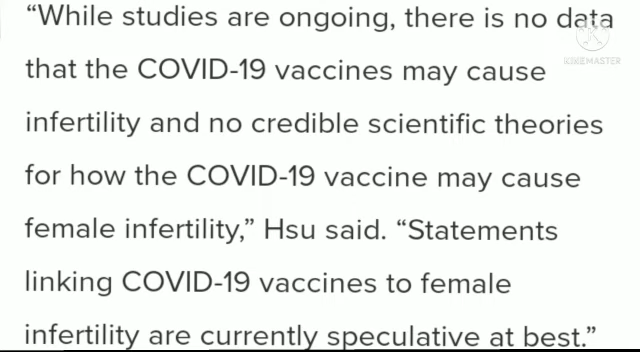 “While studies are ongoing, there is no data
that the COVID-19 vaccines may cause
infertility and no credible scientific theories
for how the COVID-19 vaccine may cause
female infertility,” Hsu said. “Statements
linking COVID-19 vaccines to female
infertility are currently speculative at best.”
K
KINEMASTER